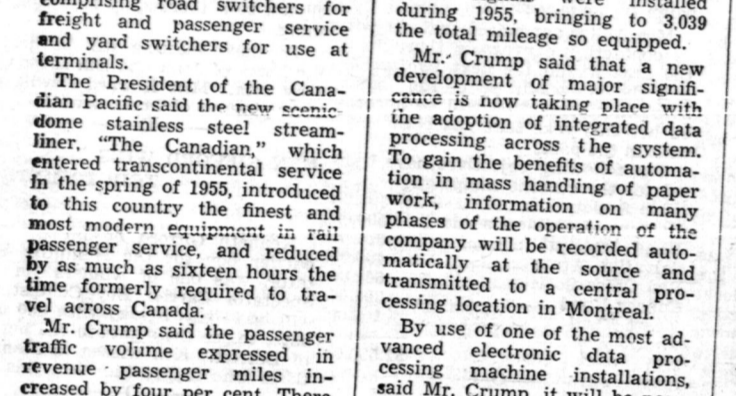 comprising road switchers for
freight and passenger service
and yard switchers for use at
terminals.
The President of the Cana-
dian Pacific said the new scenic-
dome stainless steel stream-
liner, "The Canadian," which
entered transcontinental service
in the spring of 1955, introduced
to this country the finest and
most modern equipment in rail
passenger service, and reduced
by as much as sixteen hours the
time formerly required to tra-
vel across Canada.
Mr. Crump said the passenger
traffic volume expressed in
revenue passenger miles in-
creased by four per cent. There
were installed
during 1955, bringing to 3,039
the total mileage so equipped.
Mr. Crump said that a new
development of major signifi-
cance is now taking place with
the adoption of integrated data
processing across the system.
To gain the benefits of automa-
tion in mass handling of paper
work, information on many
phases of the operation of the
company will be recorded auto-
matically at the source and
transmitted to a central pro-
cessing location in Montreal.
By use of one of the most ad-
vanced electronic data pro-
cessing machine installations,
said Mr. Crump, it will be